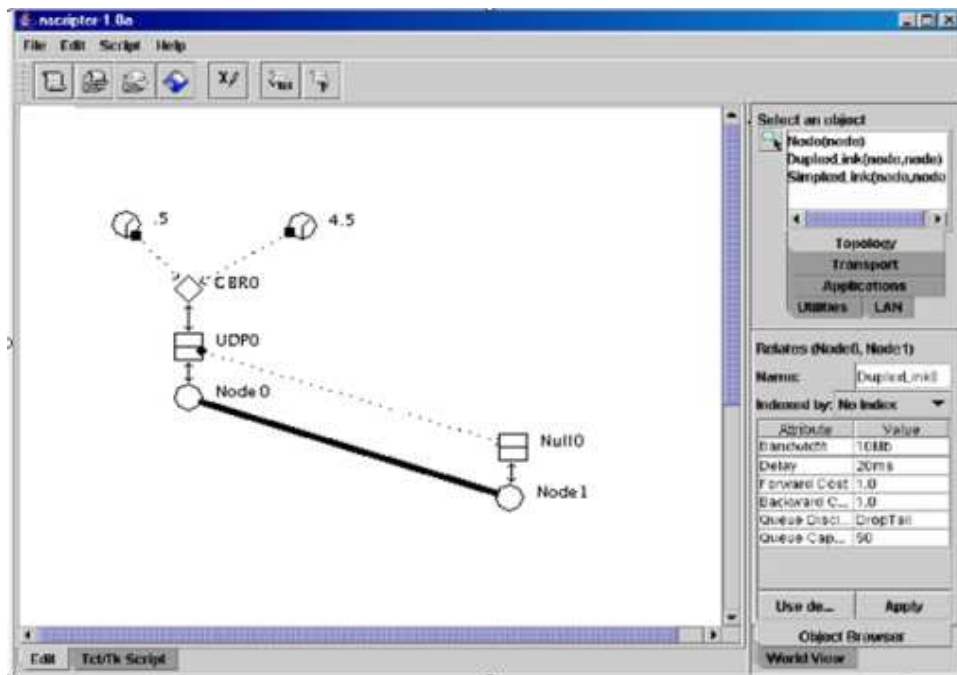 nscriptor 1.0a
File Edit Script Help
Select an object
Node(node)
DuplexLink(node,node)
SimplexLink(node,node
Topology
Transport
Applications
Utilities LAN
.5
4.5
CBR0
UDP0
Node 0
Null0
Node 1
Relates (Node0, Node1)
Name: DuplexLink0
Indexed by: No Index
Attribute Value
Bandwidth 10Mb
Delay 20ms
Forward Cost 1.0
Backward C... 1.0
Queue Disci... DropTail
Queue Cap... 50
Use de... Apply
Object Browser
World View
Edit Tcl/Tk Script